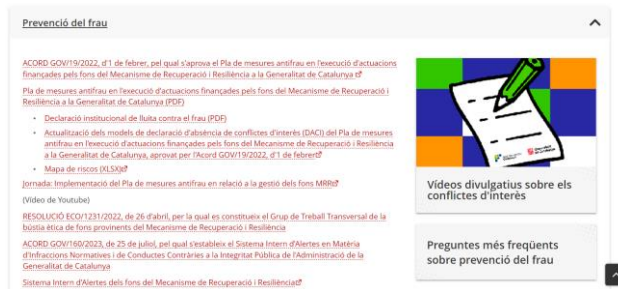 Prevenció del frau
ACORD GOV/19/2022, d'1 de febrer, pel qual s'aprova el Pla de mesures antifrau en l'execució d'actuacions
finançades pels fons del Mecanisme de Recuperació i Resiliència a la Generalitat de Catalunya
Pla de mesures antifrau en l'execució d'actuacions finançades pels fons del Mecanisme de Recuperació i
Resiliència a la Generalitat de Catalunya (PDF)
Declaració institucional de lluita contra el frau (PDF)
Actualització dels models de declaració d'absència de conflictes d'interès (DACI) del Pla de mesures
antifrau en l'execució d'actuacions finançades pels fons del Mecanisme de Recuperació i Resiliència
a la Generalitat de Catalunya, aprovat per l'Acord GOV/19/2022, d'1 de febrer
Mapa de riscos (XLSX)
Jornada: Implementació del Pla de mesures antifrau en relació a la gestió dels fons MRR
(Vídeo de Youtube)
RESOLUCIÓ ECO/1231/2022, de 26 d'abril, per la qual es constitueix el Grup de Treball Transversal de la
bústia ètica de fons provinents del Mecanisme de Recuperació i Resiliència
ACORD GOV/160/2023, de 25 de juliol, pel qual s'estableix el Sistema Intern d'Alertes en Matèria
d'Infraccions Normatives i de Conductes Contràries a la Integritat Pública de l'Administració de la
Generalitat de Catalunya
Sistema Intern d'Alertes dels fons del Mecanisme de Recuperació i Resiliència
Vídeos divulgatius sobre els
conflictes d'interès
Preguntes més freqüents
sobre prevenció del frau